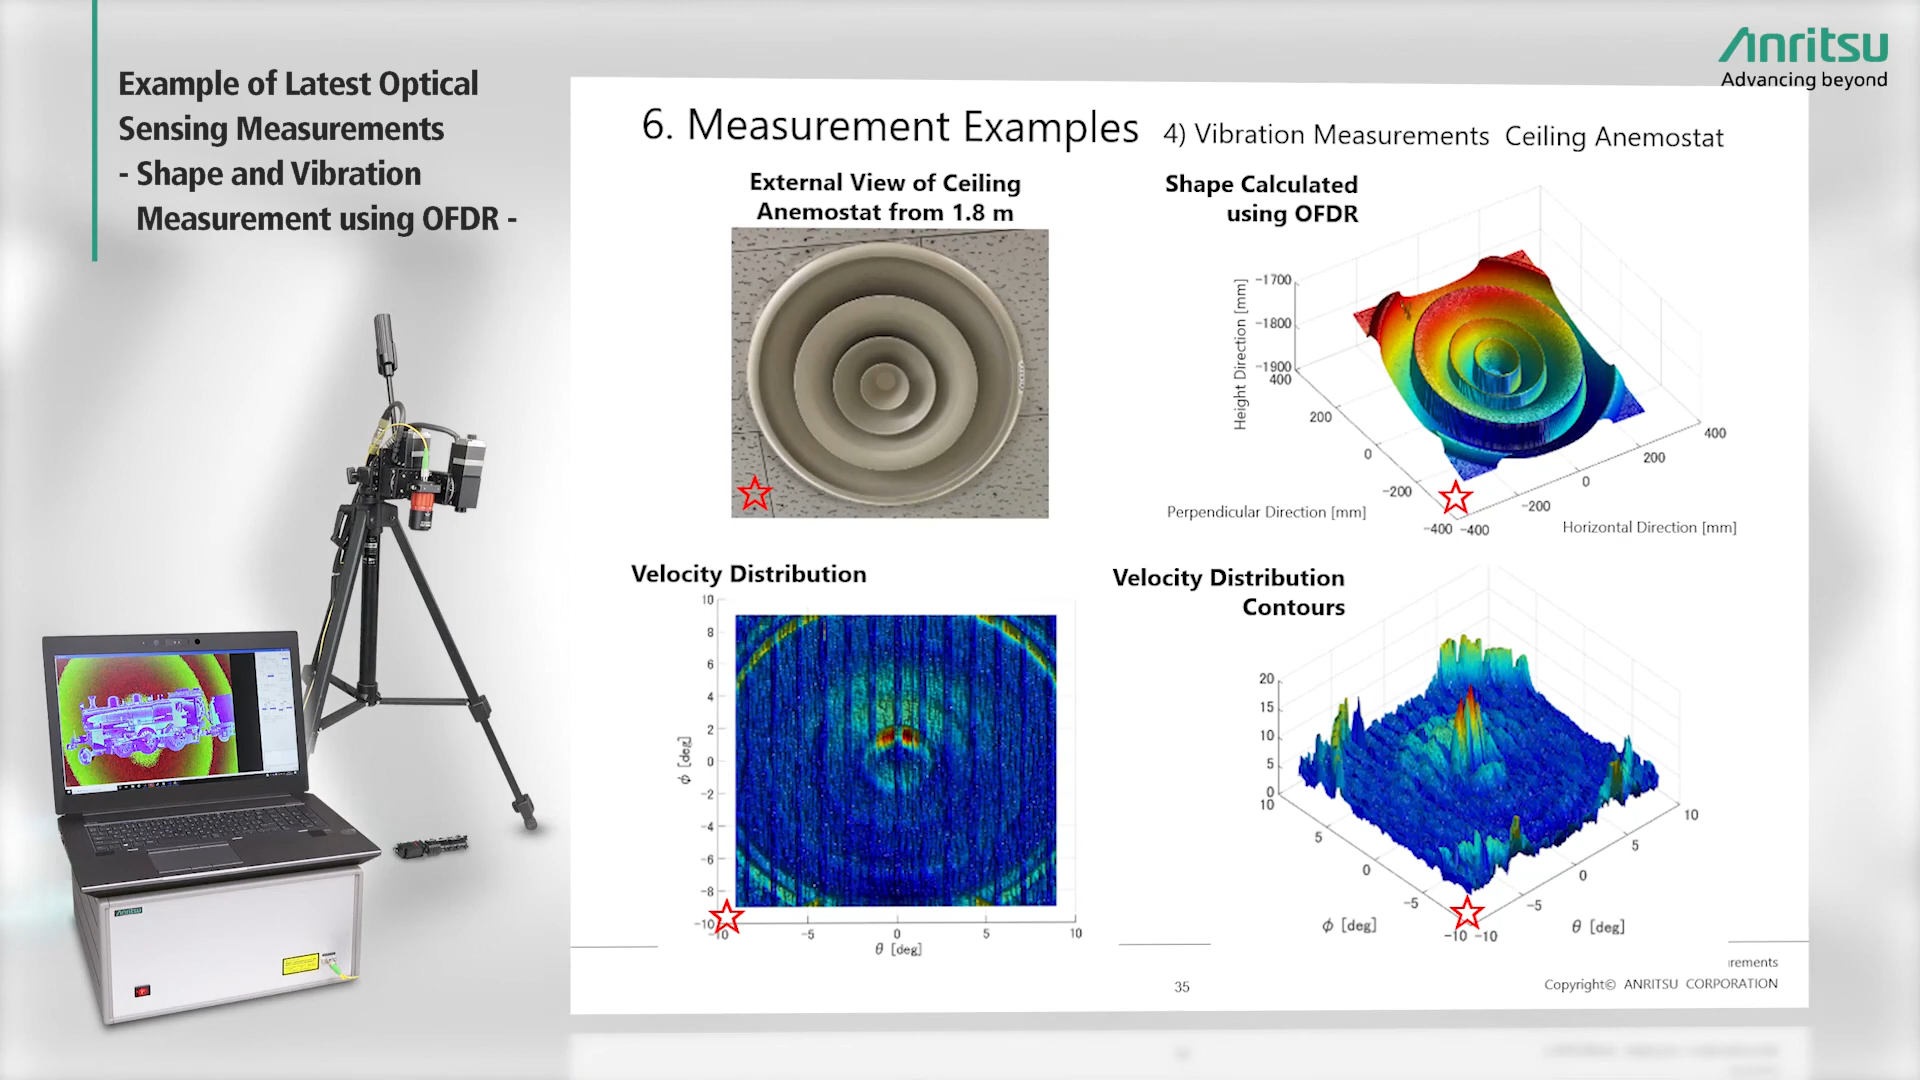 Anritsu
Advancing beyond
Example of Latest Optical
Sensing Measurements
- Shape and Vibration
Measurement using OFDR -
6. Measurement Examples 4) Vibration Measurements Ceiling Anemostat
External View of Ceiling
Anemostat from 1.8 m
Shape Calculated
using OFDR
Height Direction [mm]
-1700
-1800
-1900
400
200
0
-200
-400
-400
-200
0
200
400
Perpendicular Direction [mm]
Horizontal Direction [mm]
Velocity Distribution
10
8
6
4
2
0
-2
-4
-6
-8
-10
ϕ [deg]
-10
-5
0
5
10
θ [deg]
Velocity Distribution
Contours
20
15
10
5
0
10
5
0
-5
-10
-10
-5
0
5
10
ϕ [deg]
θ [deg]
Anritsu
35
rements
Copyright© ANRITSU CORPORATION